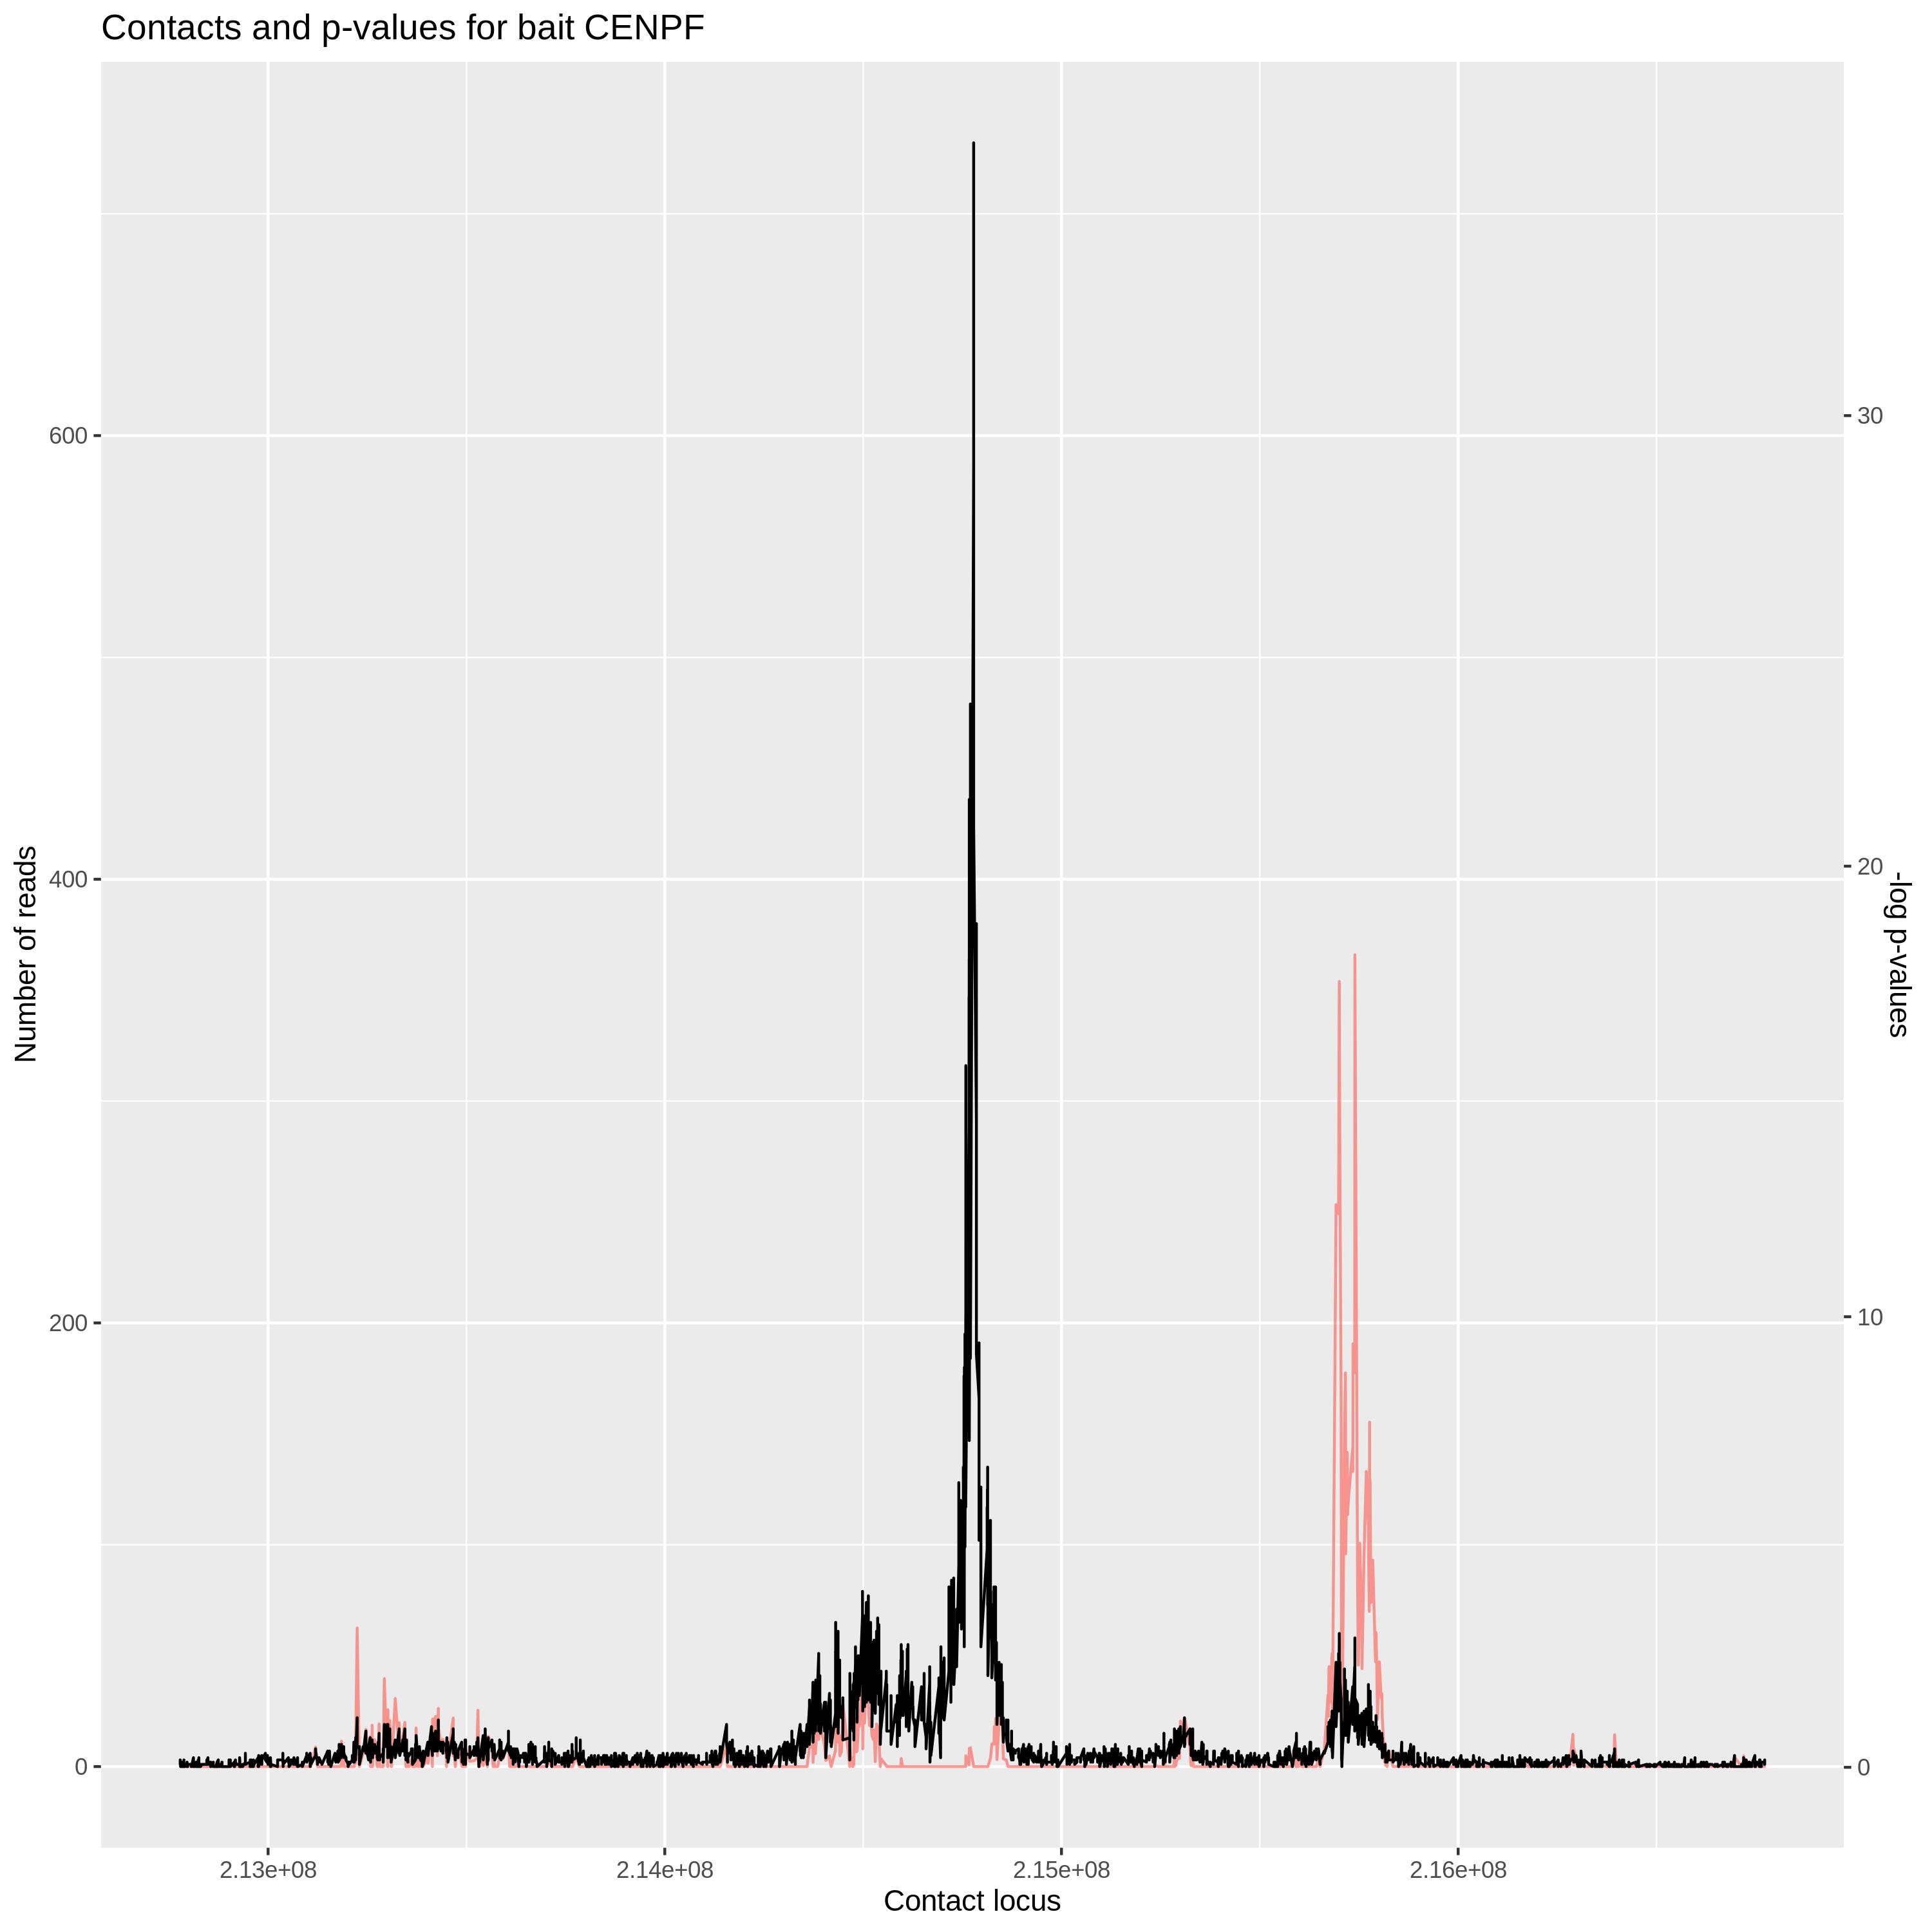 Contacts and p-values for bait CENPF
Number of reads
600
400
200
0
30
20
10
0
-log p-values
2.13e+08 2.14e+08 2.15e+08 2.16e+08
Contact locus